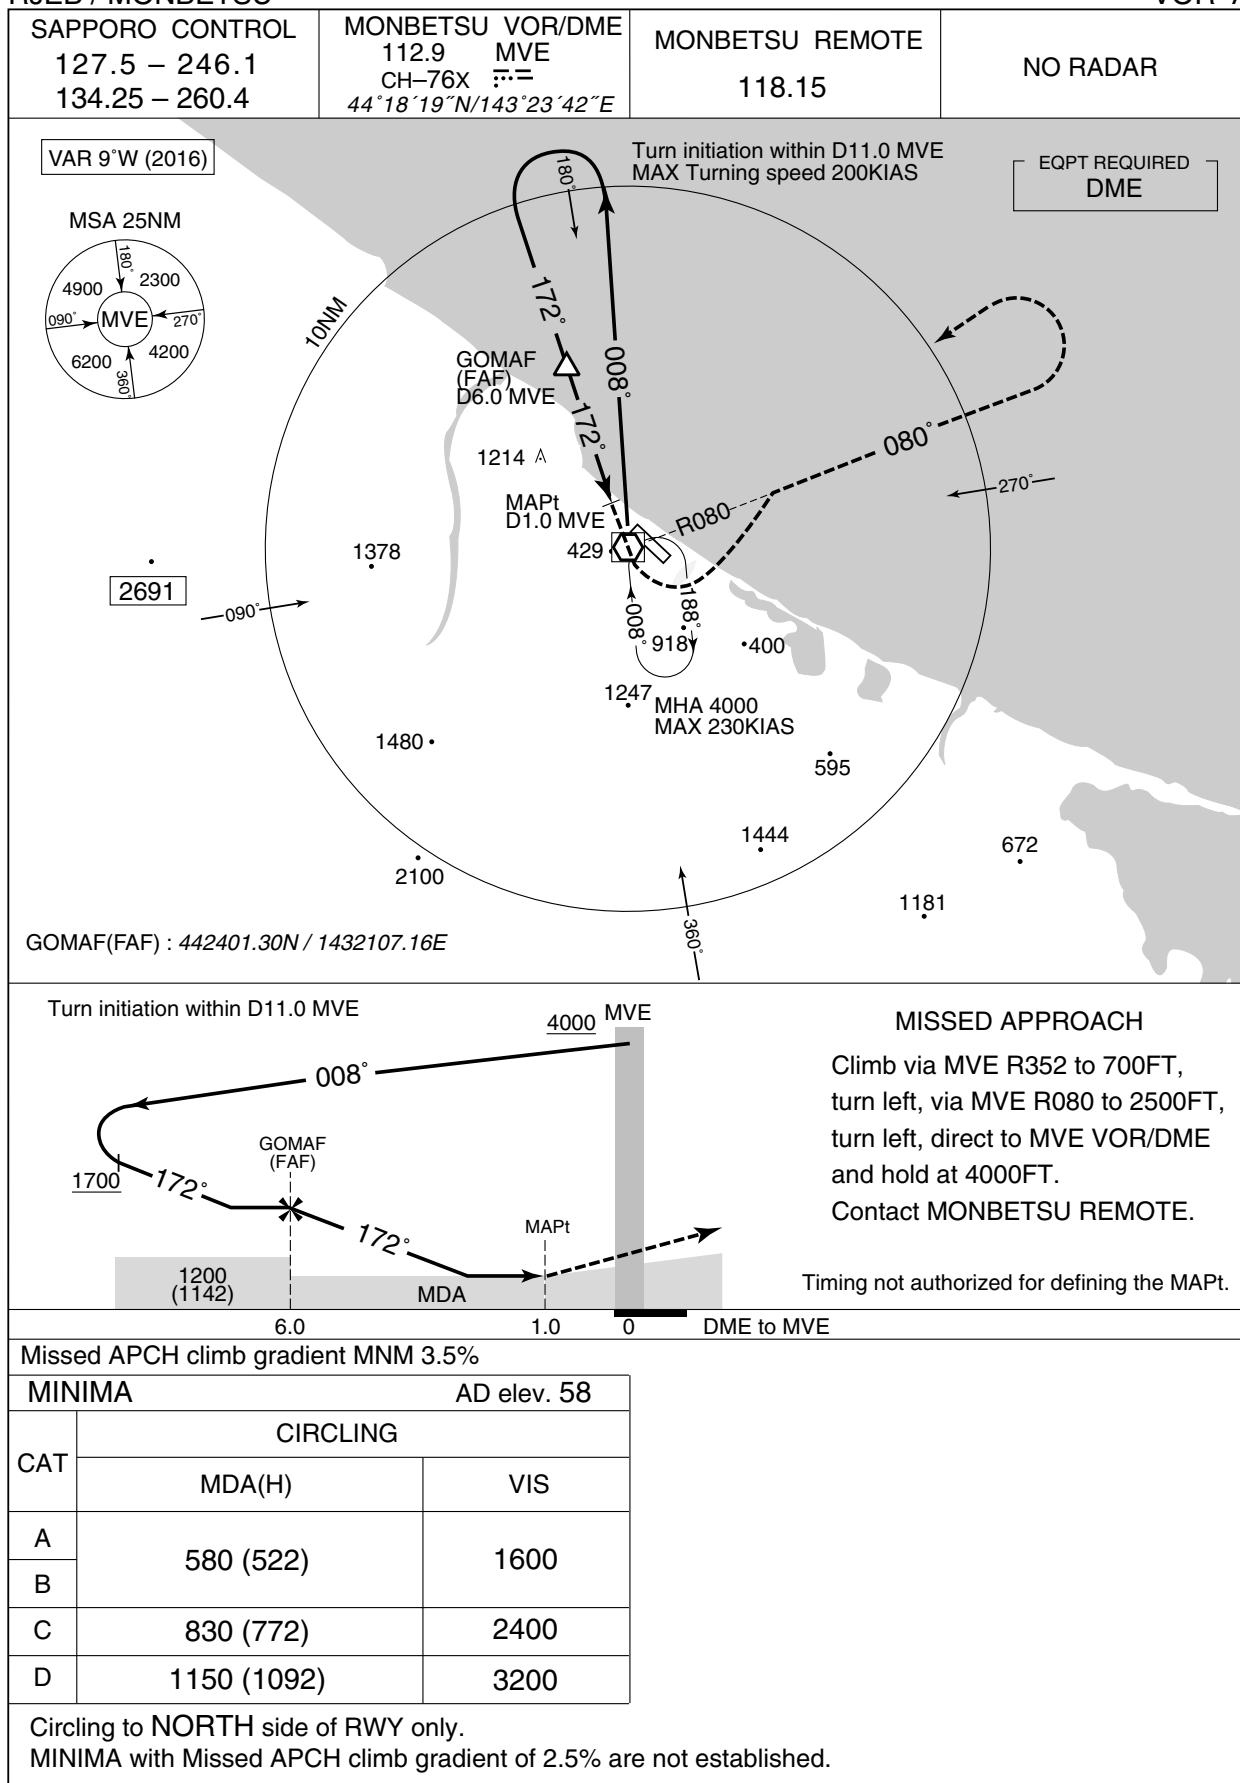 SAPPORO CONTROL
127.5 – 246.1
134.25 – 260.4
MONBETSU VOR/DME
112.9 MVE
CH–76X
44°18´19˝N/143°23´42˝E
MONBETSU REMOTE
118.15
NO RADAR
VAR 9°W (2016)
Turn initiation within D11.0 MVE
MAX Turning speed 200KIAS
EQPT REQUIRED
DME
MSA 25NM
180°
4900
2300
090°
MVE
270°
6200
4200
360°
180°
10NM
172°
008°
GOMAF
(FAF)
D6.0 MVE
172°
080°
1214
270°
MAPt
D1.0 MVE
R080
429
1378
2691
090°
008°
188°
918
400
1247
MHA 4000
MAX 230KIAS
1480
595
1444
672
2100
1181
360°
GOMAF(FAF) : 442401.30N / 1432107.16E
Turn initiation within D11.0 MVE
4000
MVE
008°
GOMAF
(FAF)
1700
172°
172°
MAPt
1200
(1142)
MDA
6.0
1.0
0
DME to MVE
MISSED APPROACH
Climb via MVE R352 to 700FT,
turn left, via MVE R080 to 2500FT,
turn left, direct to MVE VOR/DME
and hold at 4000FT.
Contact MONBETSU REMOTE.
Timing not authorized for defining the MAPt.
Missed APCH climb gradient MNM 3.5%
MINIMA AD elev. 58
CAT
CIRCLING
MDA(H) VIS
A
B
580 (522) 1600
C 830 (772) 2400
D 1150 (1092) 3200
Circling to NORTH side of RWY only.
MINIMA with Missed APCH climb gradient of 2.5% are not established.